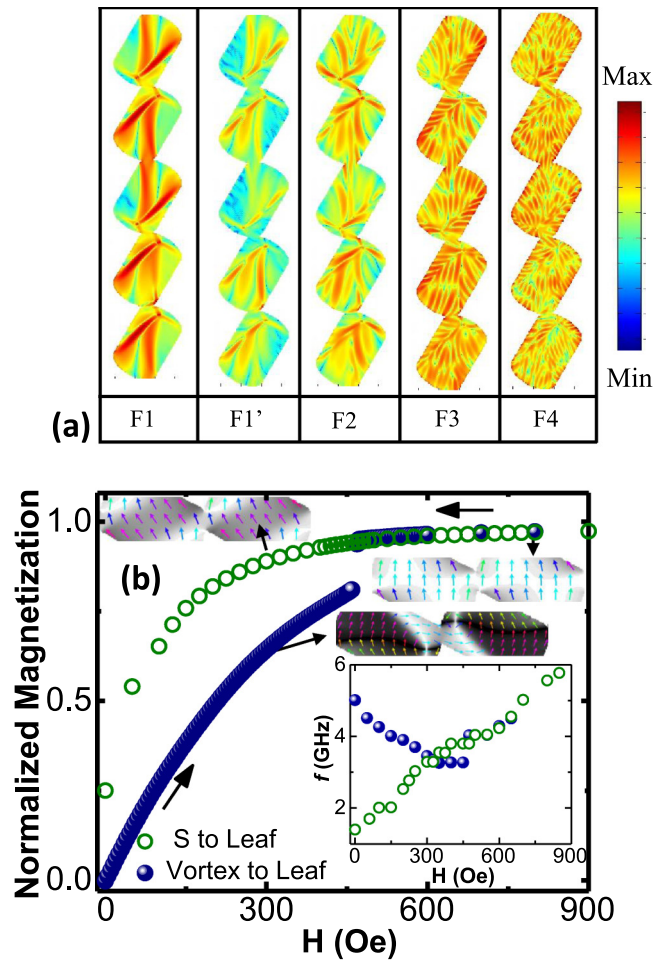 Max
Min
(a) F1 F1' F2 F3 F4
(b)
Normalized Magnetization
1.0
0.5
0.0
S to Leaf
Vortex to Leaf
0 300 600 900
H (Oe)
f (GHz)
6
4
2
0 300 600 900
H (Oe)